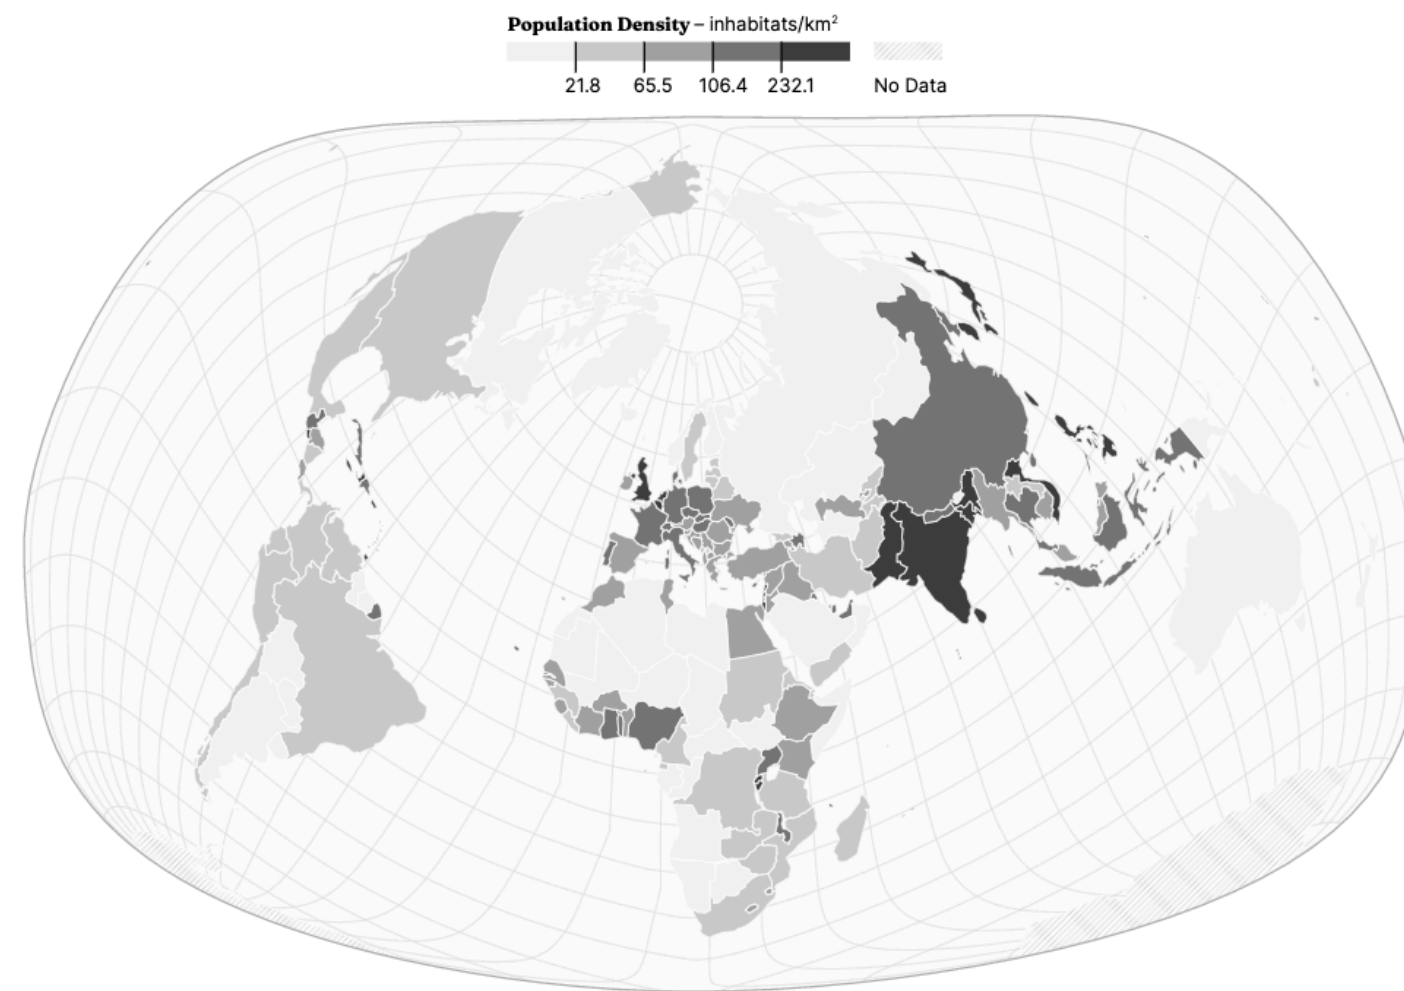 Population Density – inhabitats/km²
21.8 65.5 106.4 232.1 No Data